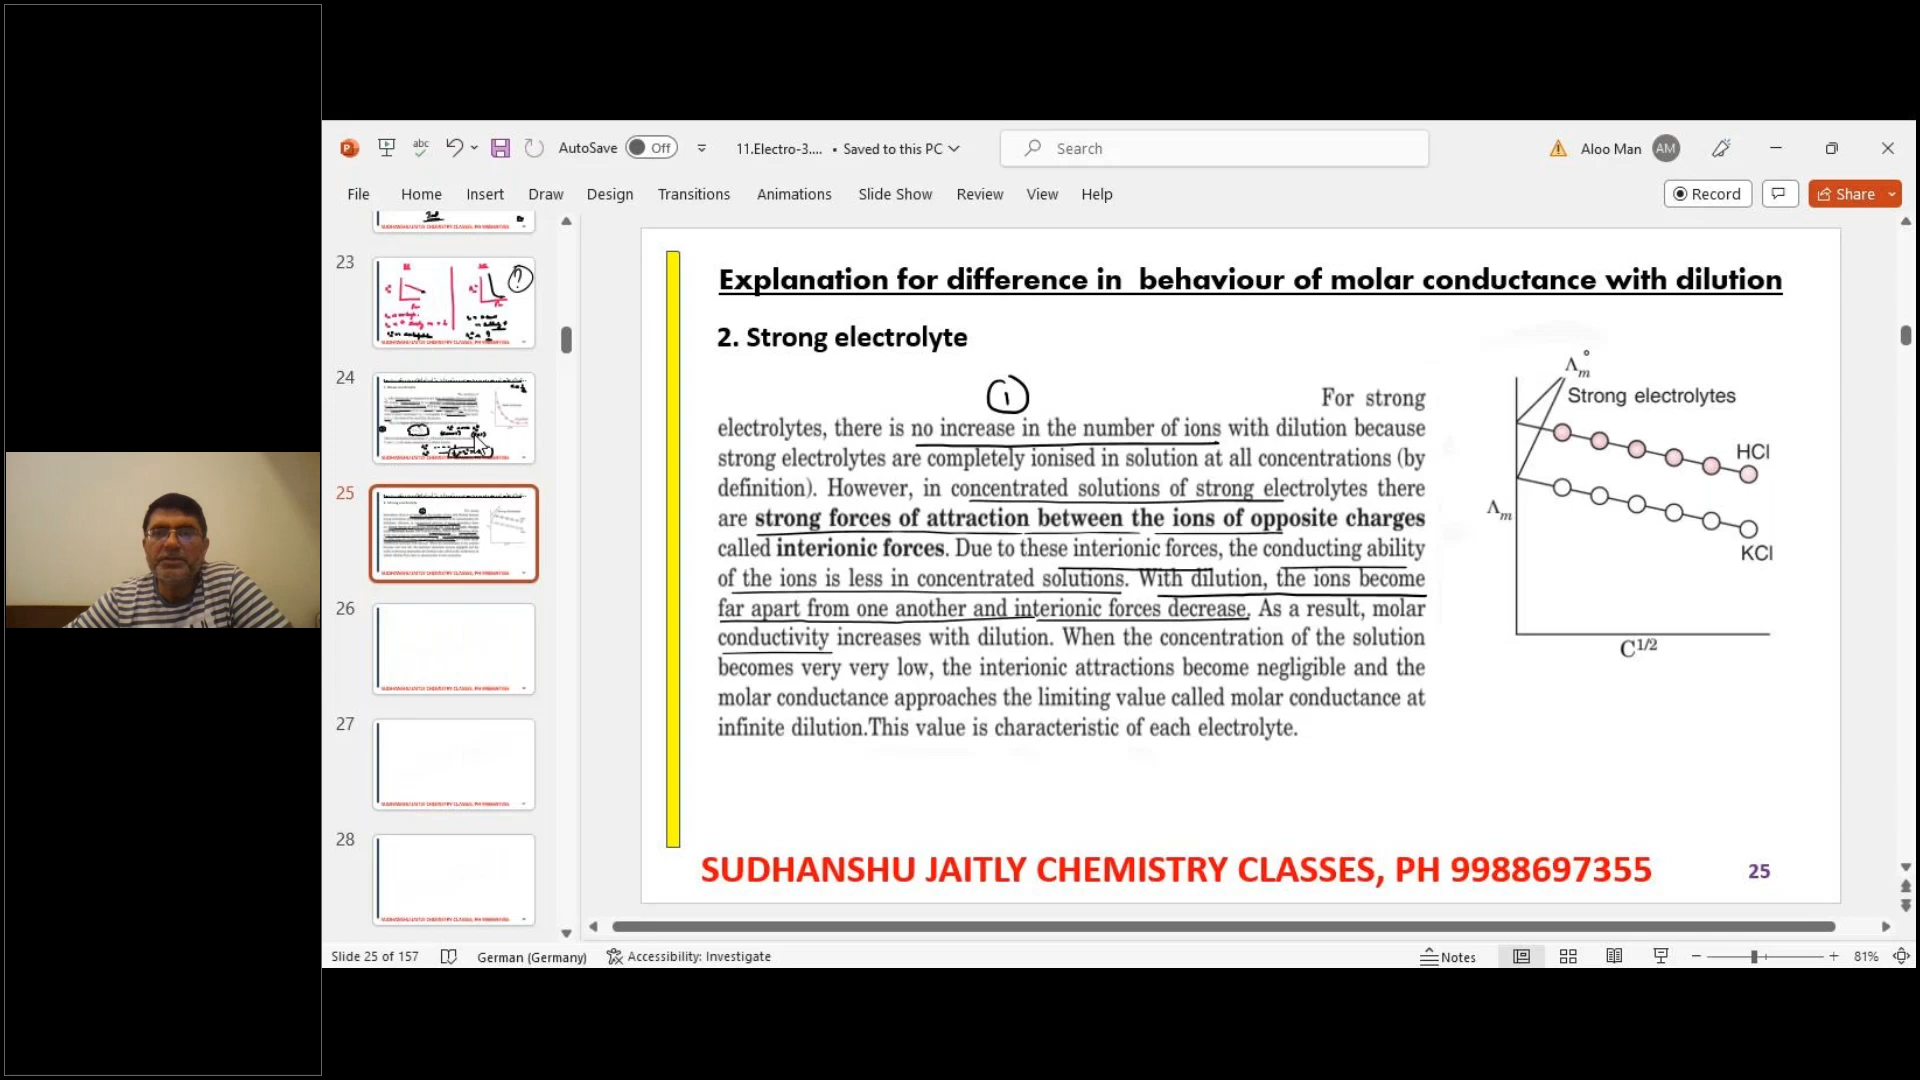 AutoSave Off
11.Electro-3.... • Saved to this PC
Search
Aloo Man AM
File Home Insert Draw Design Transitions Animations Slide Show Review View Help
Record
Share
23
24
25
26
27
28
Explanation for difference in behaviour of molar conductance with dilution
2. Strong electrolyte
1
For strong
electrolytes, there is no increase in the number of ions with dilution because
strong electrolytes are completely ionised in solution at all concentrations (by
definition). However, in concentrated solutions of strong electrolytes there
are strong forces of attraction between the ions of opposite charges
called interionic forces. Due to these interionic forces, the conducting ability
of the ions is less in concentrated solutions. With dilution, the ions become
far apart from one another and interionic forces decrease. As a result, molar
conductivity increases with dilution. When the concentration of the solution
becomes very very low, the interionic attractions become negligible and the
molar conductance approaches the limiting value called molar conductance at
infinite dilution.This value is characteristic of each electrolyte.
Λ°m
Strong electrolytes
HCl
Λm
KCl
C1/2
SUDHANSHU JAITLY CHEMISTRY CLASSES, PH 9988697355
25
Slide 25 of 157 German (Germany) Accessibility: Investigate
Notes
81%